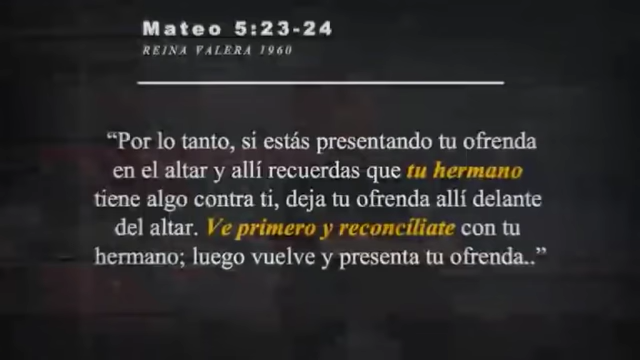 Mateo 5:23-24
REINA VALERA 1960
“Por lo tanto, si estás presentando tu ofrenda
en el altar y allí recuerdas que tu hermano
tiene algo contra ti, deja tu ofrenda allí delante
del altar. Ve primero y reconcíliate con tu
hermano; luego vuelve y presenta tu ofrenda..”